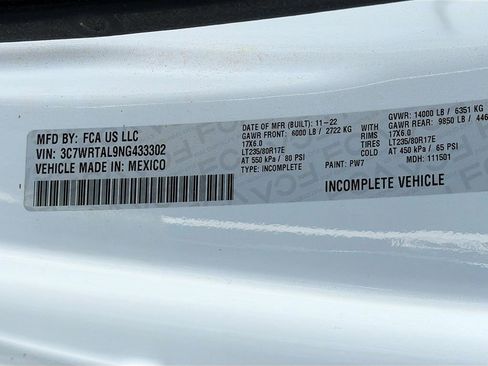 MFD BY: FCA US LLC
VIN: 3C7WRTAL9NG433302
VEHICLE MADE IN: MEXICO
DATE OF MFR (BUILT): 11-22
GAWR FRONT: 6000 LB / 2722 KG
17X6.0
LT235/80R17E
AT 550 kPa / 80 PSI
TYPE: INCOMPLETE
WITH
TIRES
RIMS
PAINT: PW7
GVWR: 14000 LB / 6351 KG
GAWR REAR: 9850 LB / 446
17X6.0
LT235/80R17E
AT 450 kPa / 65 PSI
MDH: 111501
INCOMPLETE VEHICLE